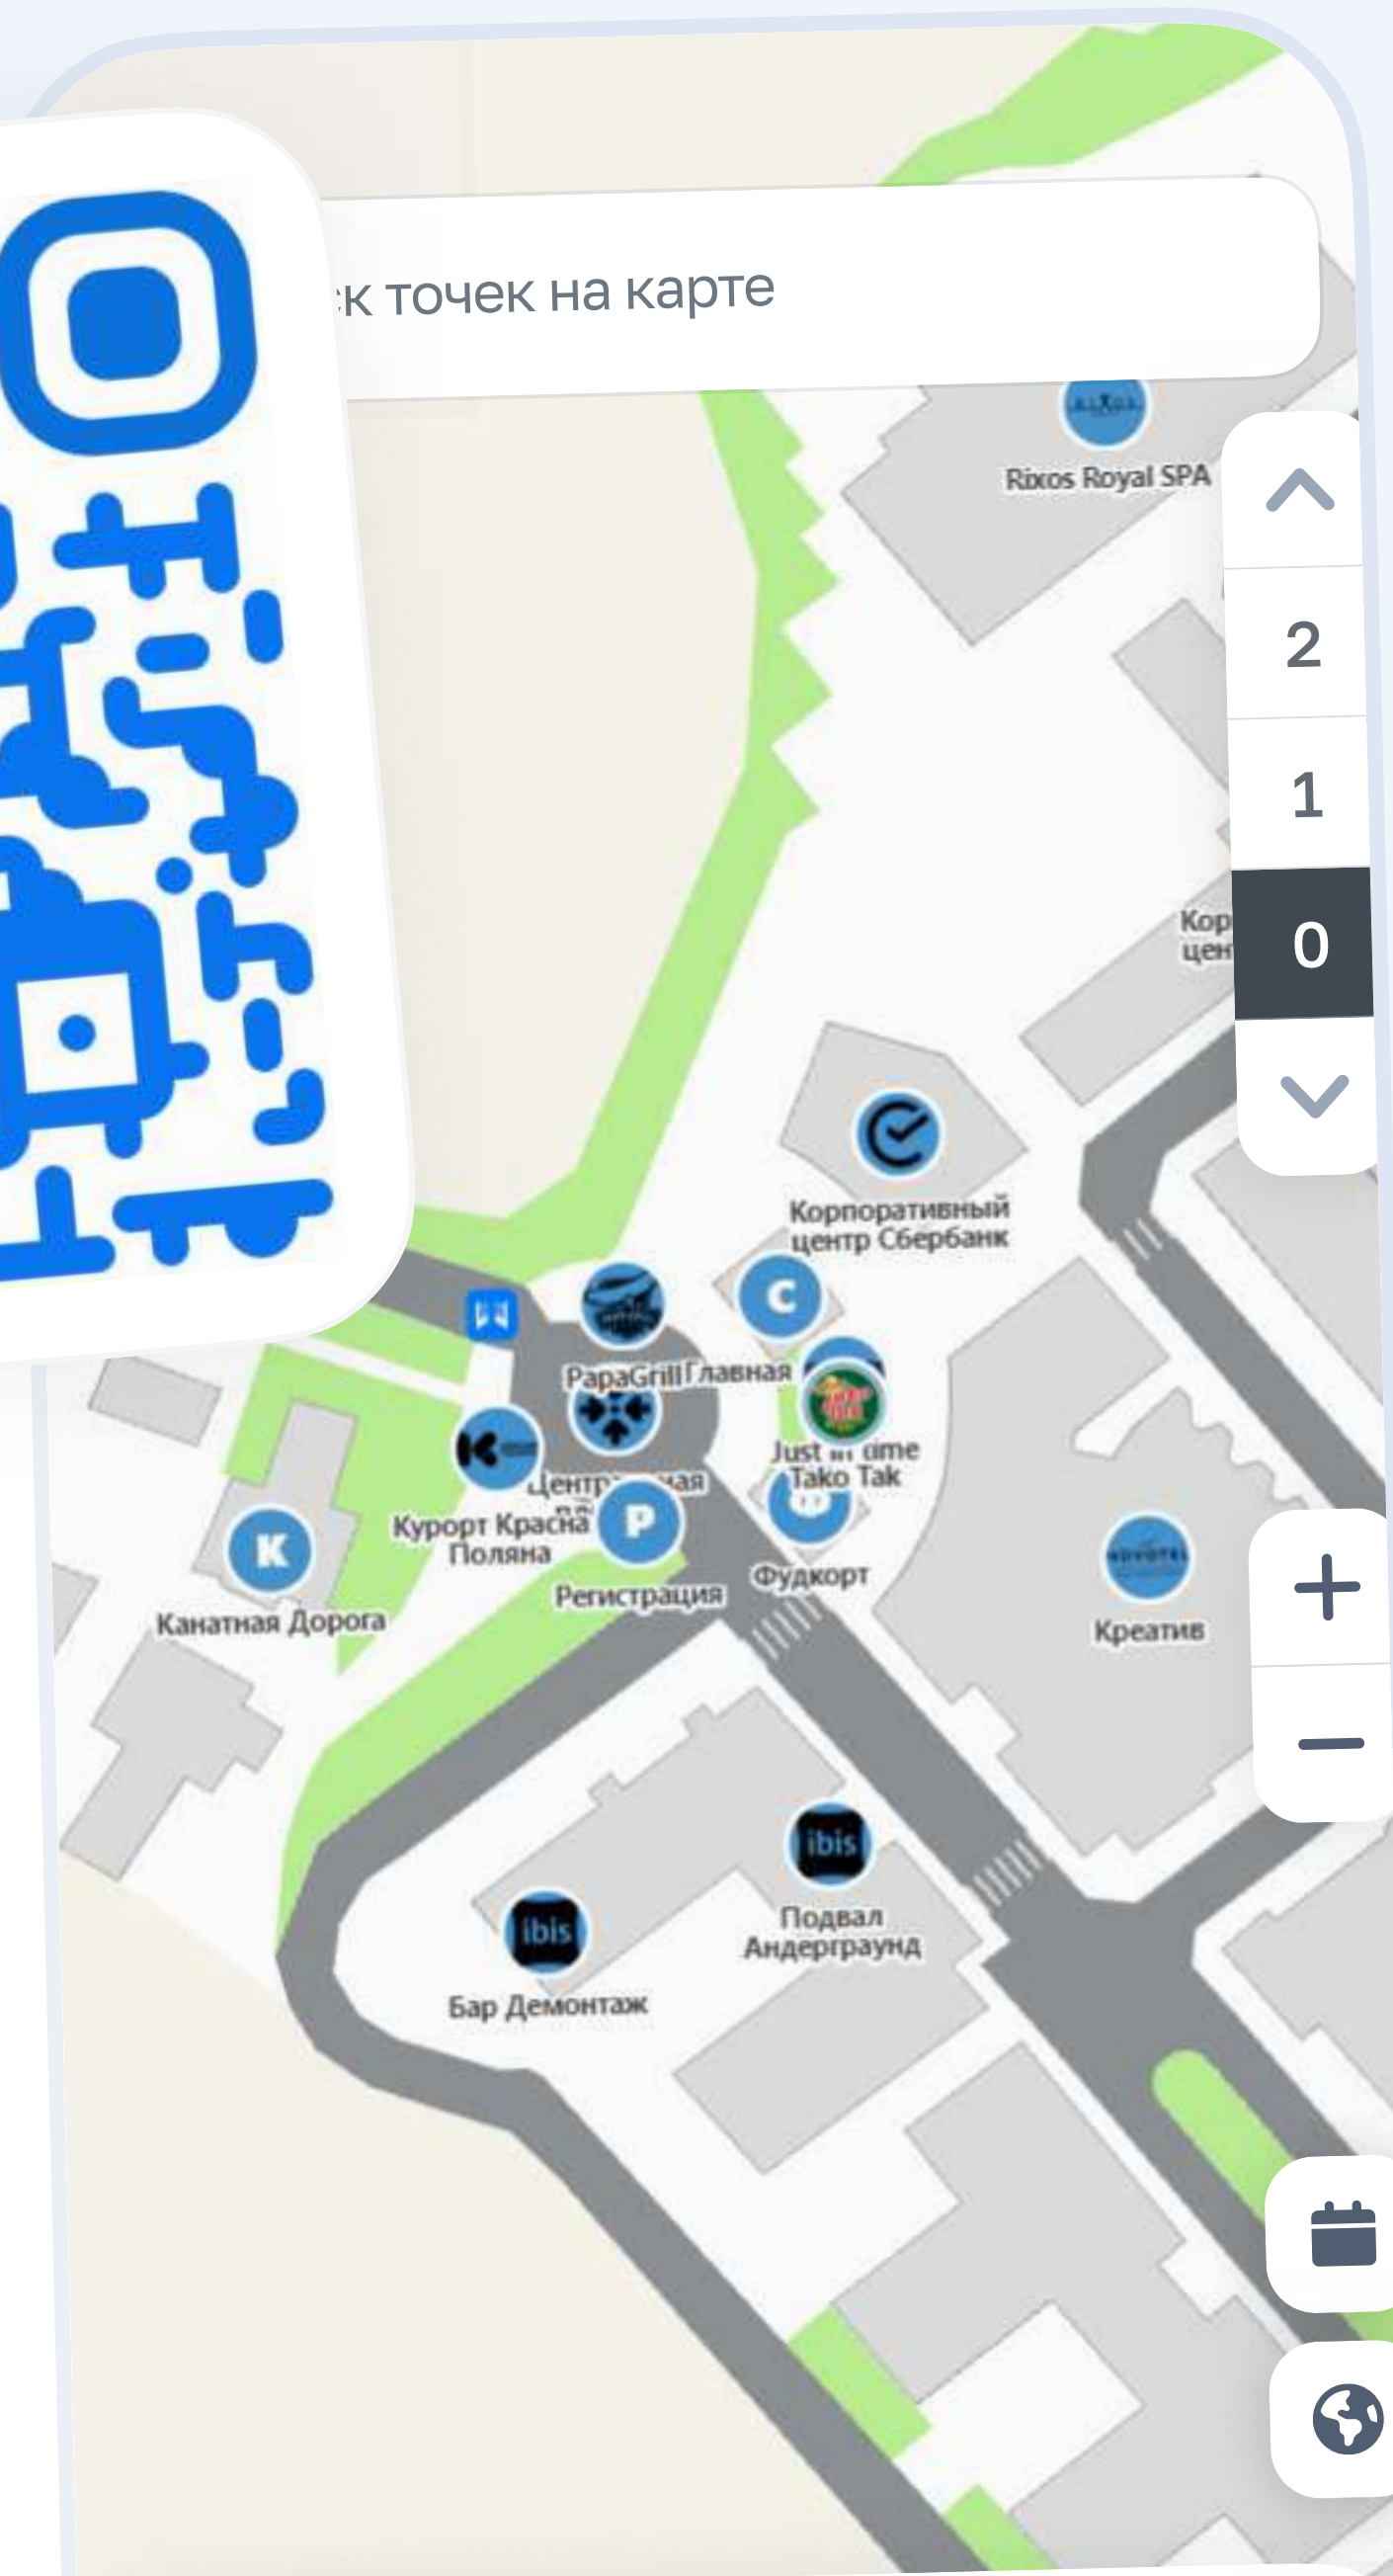 к точек на карте
Rixos Royal SPA
2
1
0
Корпоративный
центр Сбербанк
C
PapaGrill
Главная
Just in time
Tako Tak
K
Курорт Красна
Поляна
P
Регистрация
Фудкорт
K
Канатная Дорога
NOVOTEL
Креатив
ibis
Подвал
Андерграунд
ibis
Бар Демонтаж